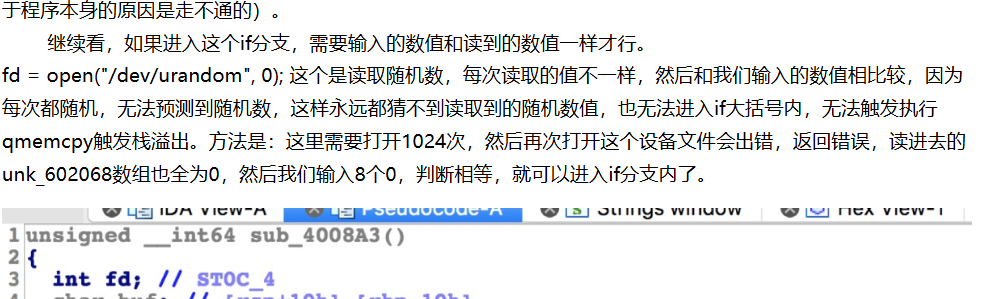 于程序本身的原因是走不通的）。
继续看，如果进入这个if分支，需要输入的数值和读到的数值一样才行。
fd = open("/dev/urandom", 0); 这个是读取随机数，每次读取的值不一样，然后和我们输入的数值相比较，因为
每次都随机，无法预测到随机数，这样永远都猜不到读取到的随机数值，也无法进入if大括号内，无法触发执行
qmemcpy触发栈溢出。方法是：这里需要打开1024次，然后再次打开这个设备文件会出错，返回错误，读进去的
unk_602068数组也全为0，然后我们输入8个0，判断相等，就可以进入if分支内了。
IDA View-A Pseudocode-A Strings window Hex View-1
1 unsigned __int64 sub_4008A3()
2 {
3 int fd; // ST0C_4
4 char buf; // [rsp+10h] [rbp-10h]